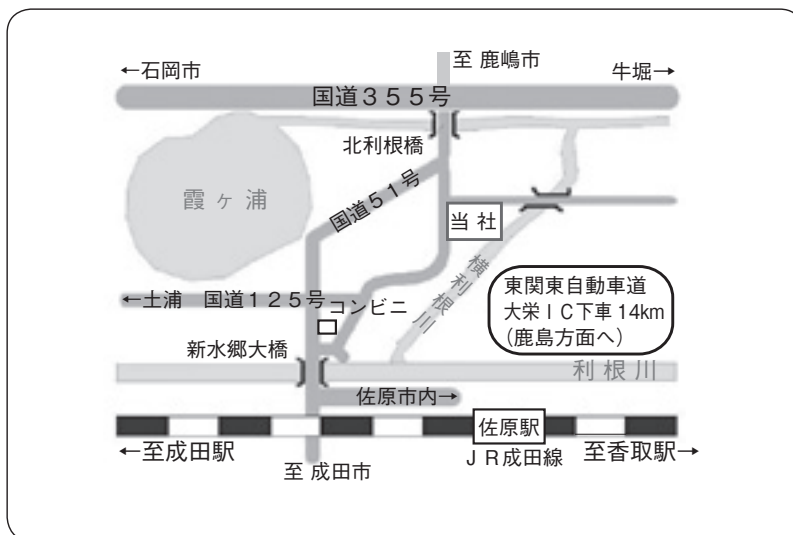 至 鹿嶋市
←石岡市
牛堀→
国道３５５号
北利根橋
国道５１号
霞ヶ浦
当 社
横利根川
東関東自動車道
大栄ＩＣ下車 14km
(鹿島方面へ)
←土浦 国道１２５号
コンビニ
新水郷大橋
利根川
佐原市内→
佐原駅
←至成田駅
ＪＲ成田線
至香取駅→
至 成田市